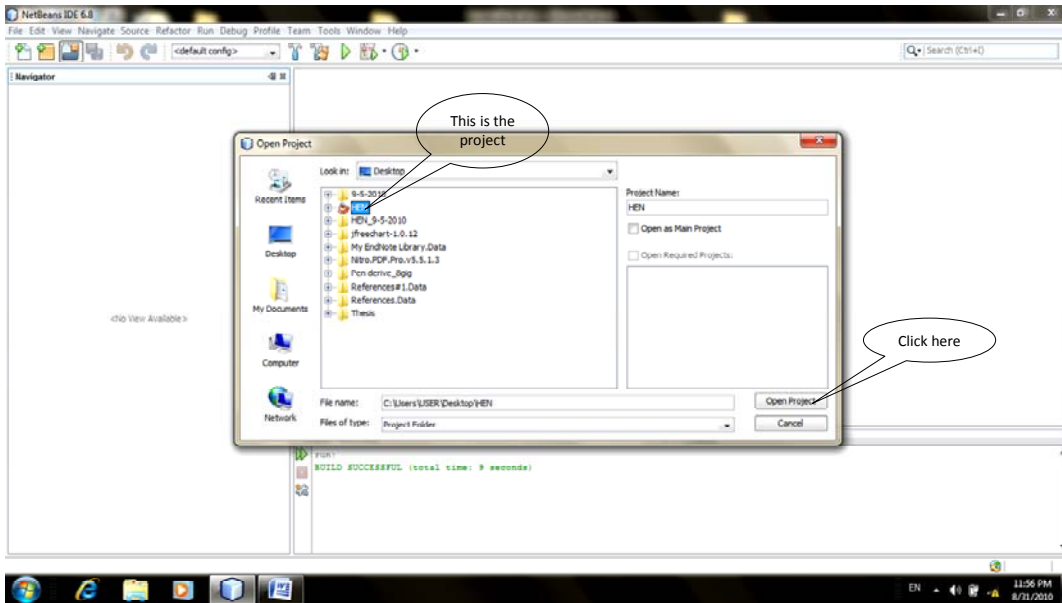 NetBeans IDE 6.8
File Edit View Navigate Source Refactor Run Debug Profile Team Tools Window Help
<default config>
Search (Ctrl+I)
Navigator
<No View Available>
This is the
project
Open Project
Look in: Desktop
Recent Items
Desktop
My Documents
Computer
Network
9-5-2010
HEN
HEN_9-5-2010
jfreechart-1.0.12
My EndNote Library.Data
Nitro.PDF.Pro.v5.5.1.3
Pen derive_8gig
References#1.Data
References.Data
Thesis
Project Name:
HEN
Open as Main Project
Open Required Projects:
Click here
File name: C:\Users\USER\Desktop\HEN
Open Project
Files of type: Project Folder
Cancel
run:
BUILD SUCCESSFUL (total time: 9 seconds)
EN
11:56 PM
8/31/2010